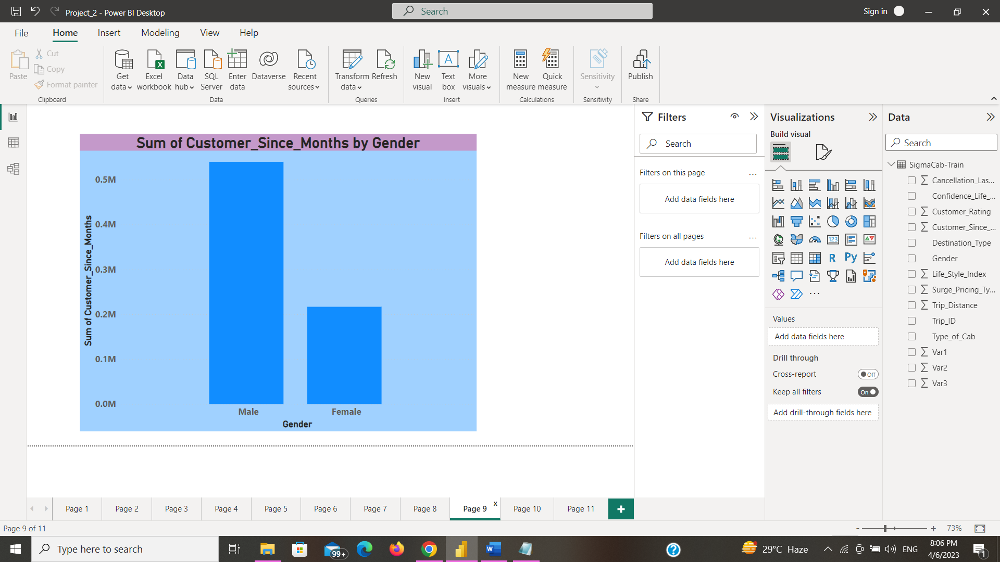 Project_2 - Power BI Desktop
Search
Sign in
File Home Insert Modeling View Help
Paste
Cut
Copy
Format painter
Clipboard
Get data
Excel workbook
Data hub
SQL Server
Enter data
Dataverse
Recent sources
Data
Transform data
Refresh
Queries
New visual
Text box
More visuals
Insert
New measure
Quick measure
Calculations
Sensitivity
Sensitivity
Publish
Share
Sum of Customer_Since_Months by Gender
Sum of Customer_Since_Months
0.5M
0.4M
0.3M
0.2M
0.1M
0.0M
Male Female
Gender
Filters
Search
Filters on this page ...
Add data fields here
Filters on all pages ...
Add data fields here
Visualizations
Build visual
123
R Py
...
Values
Add data fields here
Drill through
Cross-report Off
Keep all filters On
Add drill-through fields here
Data
Search
SigmaCab-Train
Cancellation_Las...
Confidence_Life_...
Customer_Rating
Customer_Since_...
Destination_Type
Gender
Life_Style_Index
Surge_Pricing_Ty...
Trip_Distance
Trip_ID
Type_of_Cab
Var1
Var2
Var3
Page 1 Page 2 Page 3 Page 4 Page 5 Page 6 Page 7 Page 8 Page 9 x Page 10 Page 11 +
Page 9 of 11
- + 73%
Type here to search
99+
29°C Haze
ENG
8:06 PM
4/6/2023
1